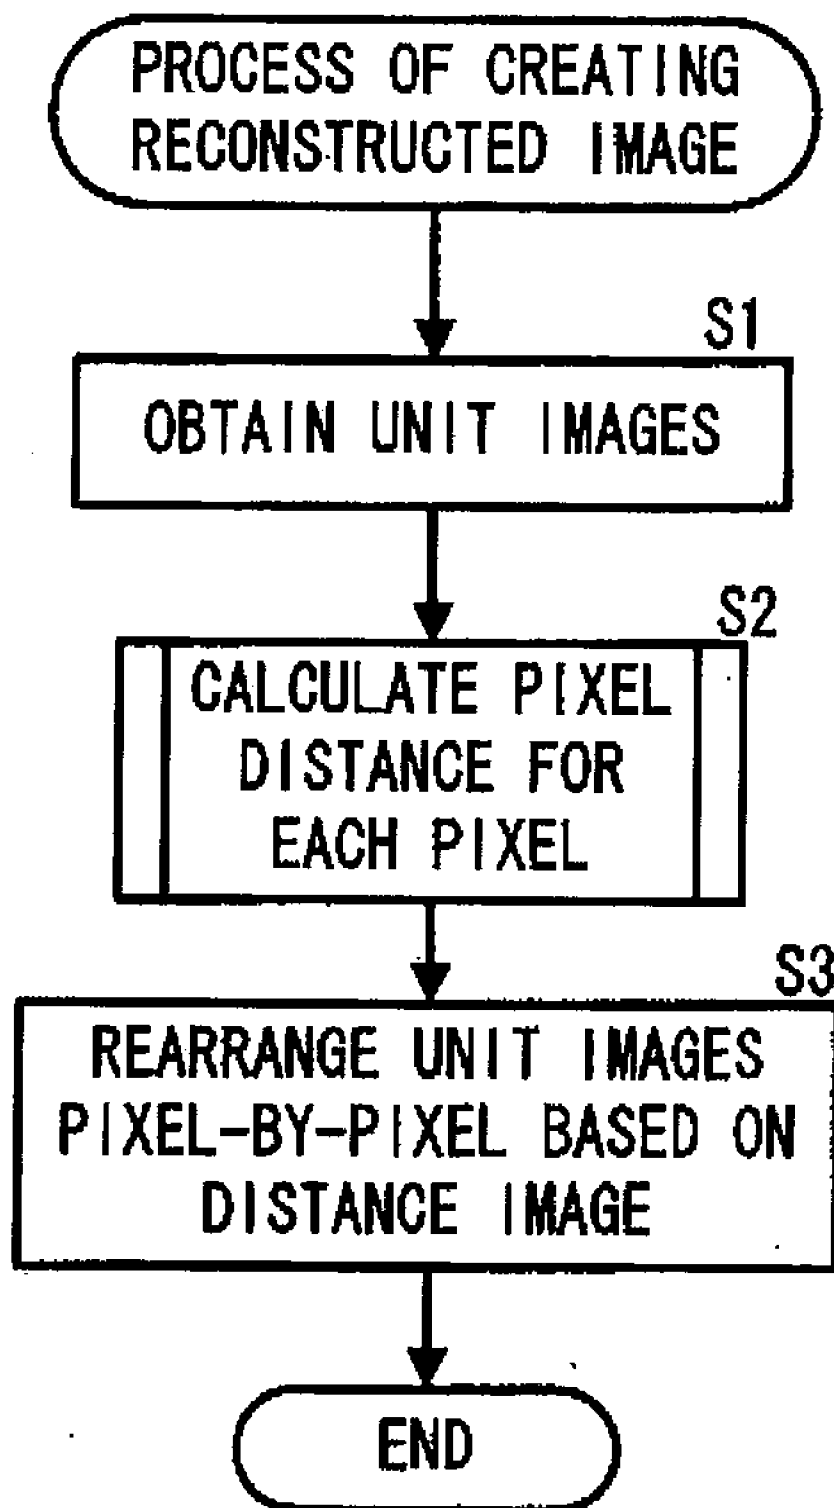 PROCESS OF CREATING
RECONSTRUCTED IMAGE
S1
OBTAIN UNIT IMAGES
S2
CALCULATE PIXEL
DISTANCE FOR
EACH PIXEL
S3
REARRANGE UNIT IMAGES
PIXEL-BY-PIXEL BASED ON
DISTANCE IMAGE
END